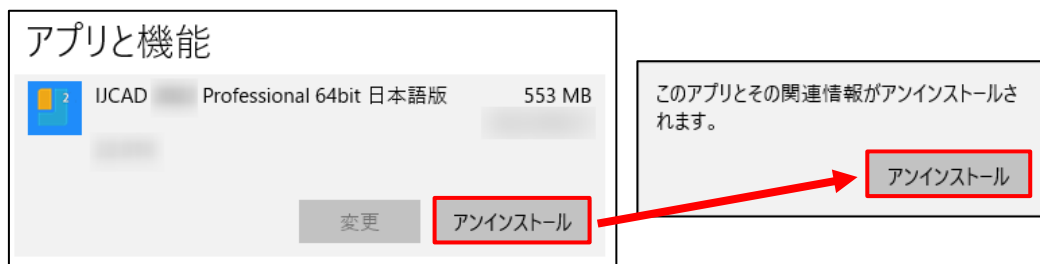 アプリと機能
IJCAD Professional 64bit 日本語版 553 MB
変更 アンインストール
このアプリとその関連情報がアンインストールさ
れます。
アンインストール